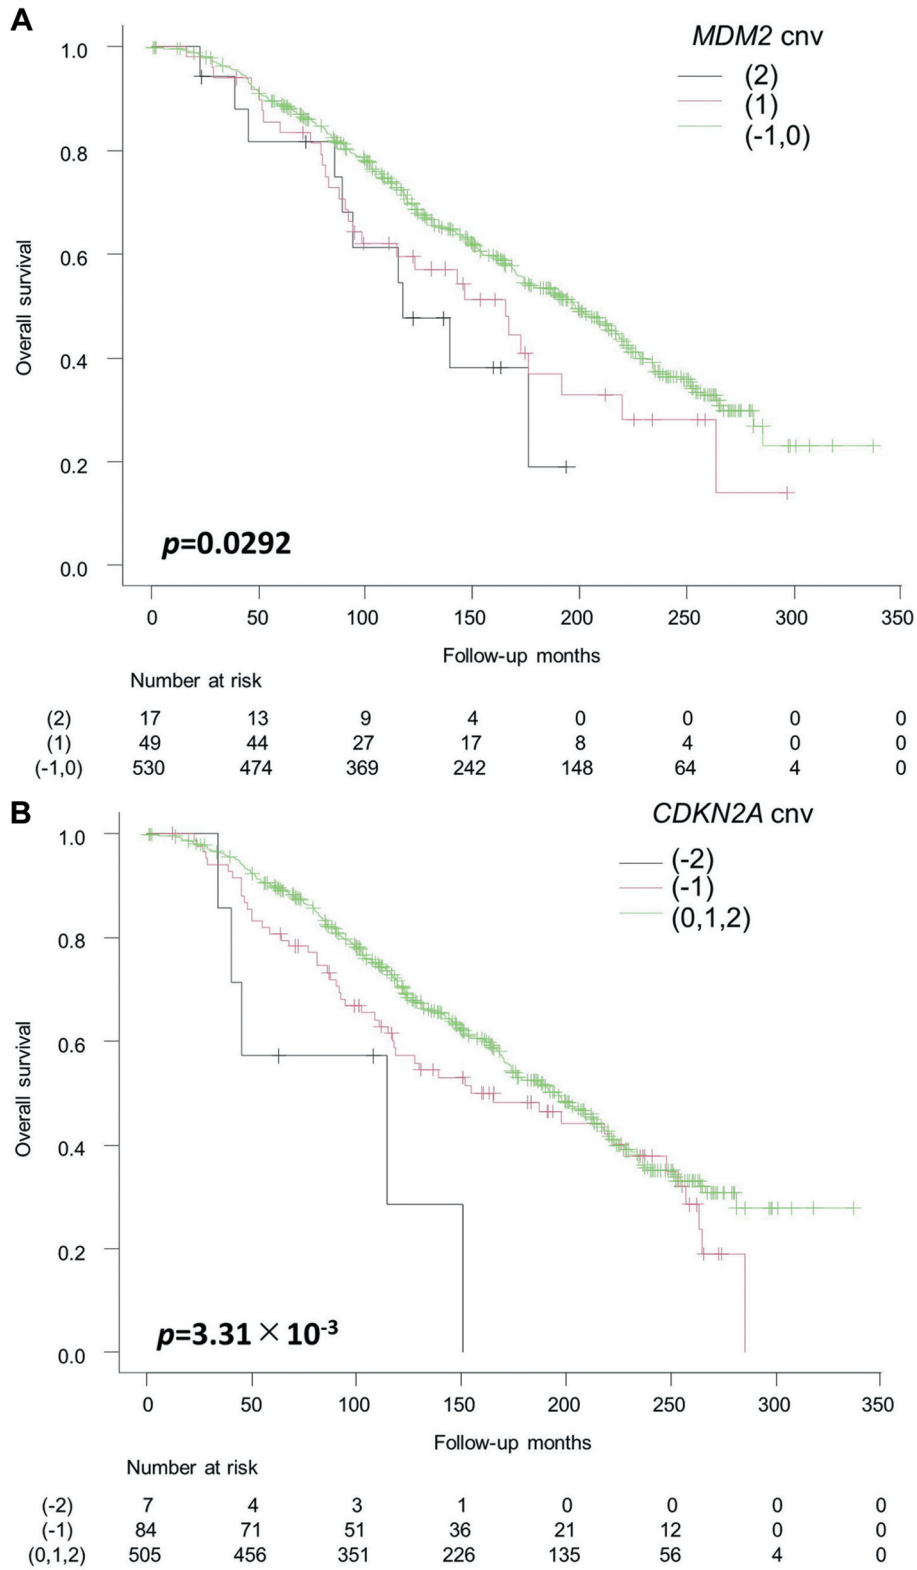 A
MDM2 cnv
(2)
(1)
(-1,0)
1.0
0.8
0.6
0.4
0.2
0.0
Overall survival
p=0.0292
0 50 100 150 200 250 300 350
Follow-up months
Number at risk
(2) 17 13 9 4 0 0 0 0
(1) 49 44 27 17 8 4 0 0
(-1,0) 530 474 369 242 148 64 4 0
B
CDKN2A cnv
(-2)
(-1)
(0,1,2)
1.0
0.8
0.6
0.4
0.2
0.0
Overall survival
p=3.31×10-3
0 50 100 150 200 250 300 350
Follow-up months
Number at risk
(-2) 7 4 3 1 0 0 0 0
(-1) 84 71 51 36 21 12 0 0
(0,1,2) 505 456 351 226 135 56 4 0